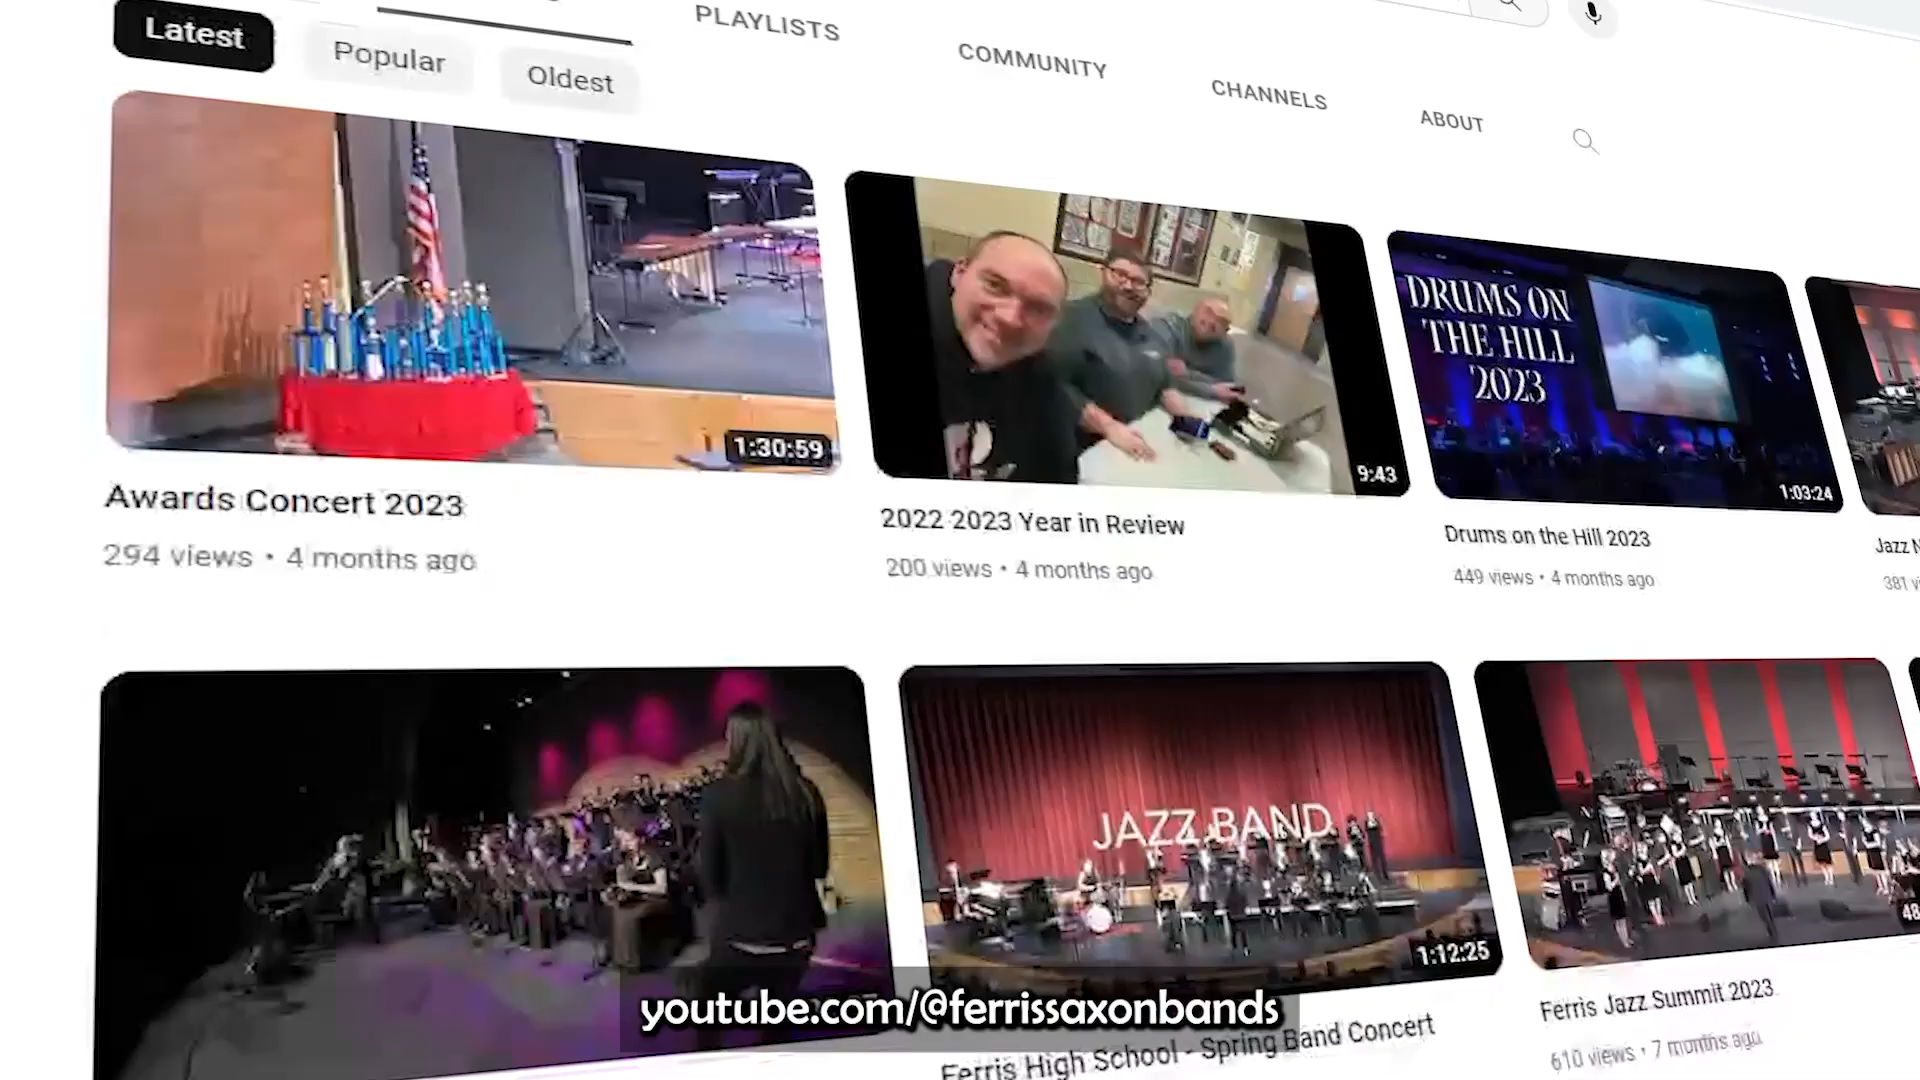 PLAYLISTS
COMMUNITY
CHANNELS
ABOUT
Latest
Popular
Oldest
DRUMS ON
THE HILL
2023
1:30:59
9:43
1:03:24
Awards Concert 2023
294 views • 4 months ago
2022-2023 Year in Review
200 views • 4 months ago
Drums on the Hill 2023
449 views • 4 months ago
Jazz
381
JAZZ BAND
1:12:25
48
youtube.com/@ferrissaxonbands
Ferris High School - Spring Band Concert
Ferris Jazz Summit 2023
610 views • 7 months ago